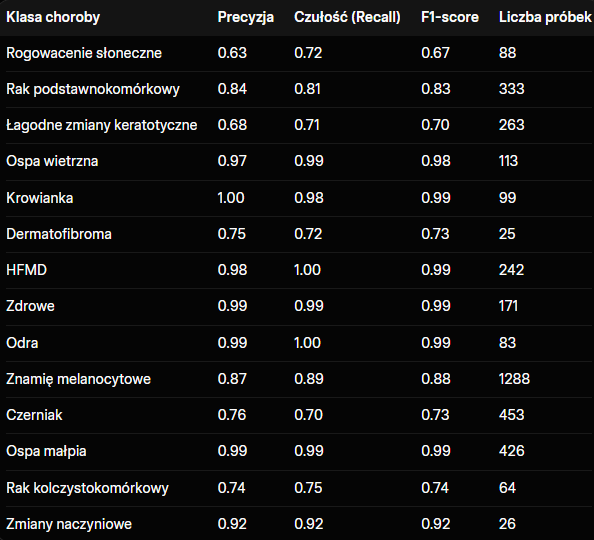 Klasa choroby Precyzja Czułość (Recall) F1-score Liczba próbek
Rogowacenie słoneczne 0.63 0.72 0.67 88
Rak podstawnokomórkowy 0.84 0.81 0.83 333
Łagodne zmiany keratotyczne 0.68 0.71 0.70 263
Ospa wietrzna 0.97 0.99 0.98 113
Krowianka 1.00 0.98 0.99 99
Dermatofibroma 0.75 0.72 0.73 25
HFMD 0.98 1.00 0.99 242
Zdrowe 0.99 0.99 0.99 171
Odra 0.99 1.00 0.99 83
Znamię melanocytowe 0.87 0.89 0.88 1288
Czerniak 0.76 0.70 0.73 453
Ospa małpia 0.99 0.99 0.99 426
Rak kolczystokomórkowy 0.74 0.75 0.74 64
Zmiany naczyniowe 0.92 0.92 0.92 26